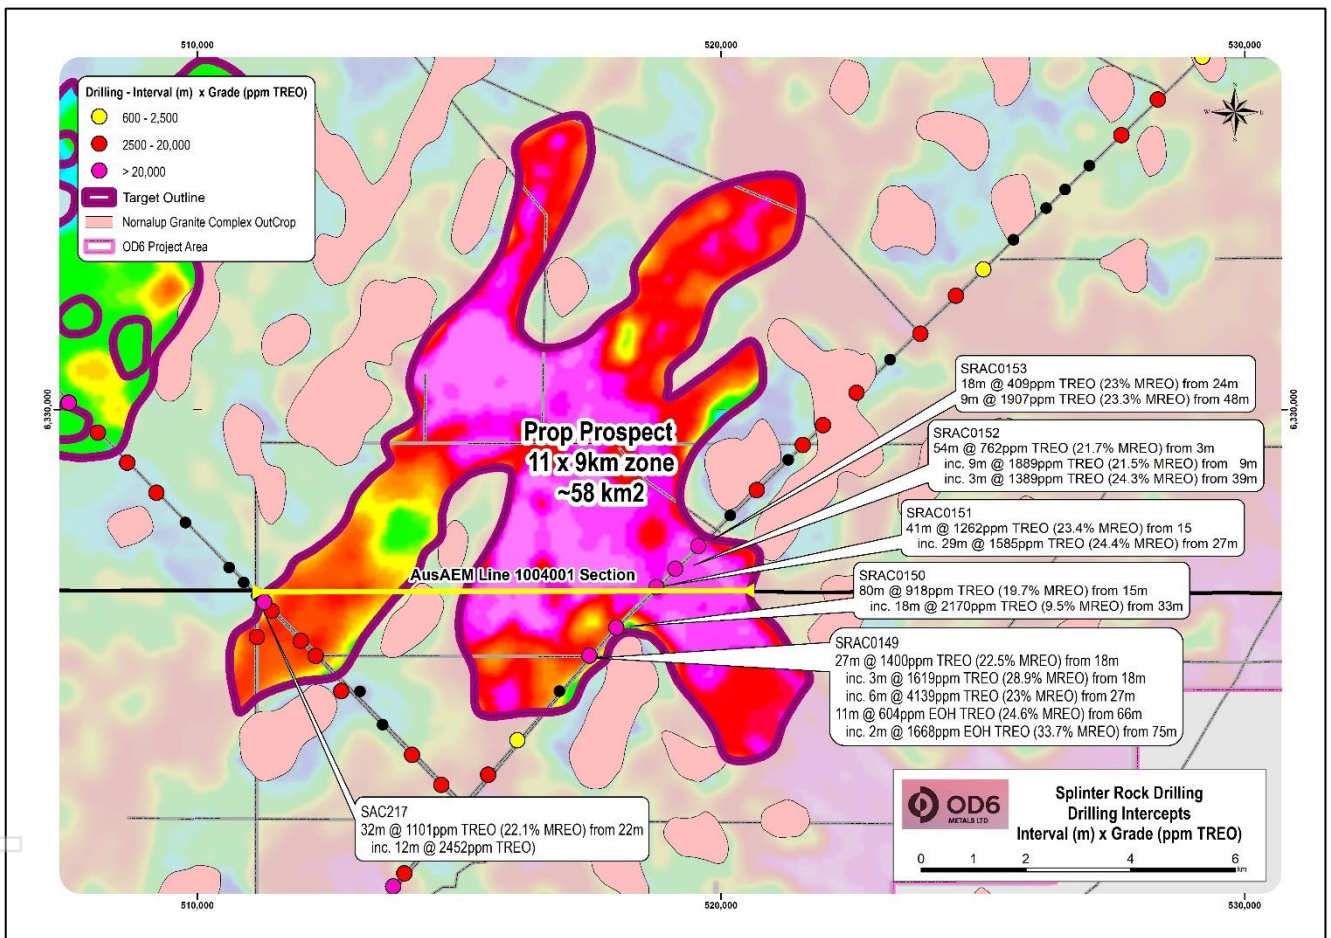 510,000
520,000
530,000
Drilling - Interval (m) x Grade (ppm TREO)
600 - 2,500
2500 - 20,000
> 20,000
Target Outline
Nornalup Granite Complex OutCrop
OD6 Project Area
N
W
E
S
6,330,000
6,330,000
SRAC0153
18m @ 409ppm TREO (23% MREO) from 24m
9m @ 1907ppm TREO (23.3% MREO) from 48m
Prop Prospect
11 x 9km zone
~58 km2
SRAC0152
54m @ 762ppm TREO (21.7% MREO) from 3m
inc. 9m @ 1889ppm TREO (21.5% MREO) from 9m
inc. 3m @ 1389ppm TREO (24.3% MREO) from 39m
SRAC0151
41m @ 1262ppm TREO (23.4% MREO) from 15
inc. 29m @ 1585ppm TREO (24.4% MREO) from 27m
AusAEM Line 1004001 Section
SRAC0150
80m @ 918ppm TREO (19.7% MREO) from 15m
inc. 18m @ 2170ppm TREO (9.5% MREO) from 33m
SRAC0149
27m @ 1400ppm TREO (22.5% MREO) from 18m
inc. 3m @ 1619ppm TREO (28.9% MREO) from 18m
inc. 6m @ 4139ppm TREO (23% MREO) from 27m
11m @ 604ppm EOH TREO (24.6% MREO) from 66m
inc. 2m @ 1668ppm EOH TREO (33.7% MREO) from 75m
SAC217
32m @ 1101ppm TREO (22.1% MREO) from 22m
inc. 12m @ 2452ppm TREO)
OD6
METALS LTD
Splinter Rock Drilling
Drilling Intercepts
Interval (m) x Grade (ppm TREO)
0 1 2 4 6
km
510,000
520,000
530,000